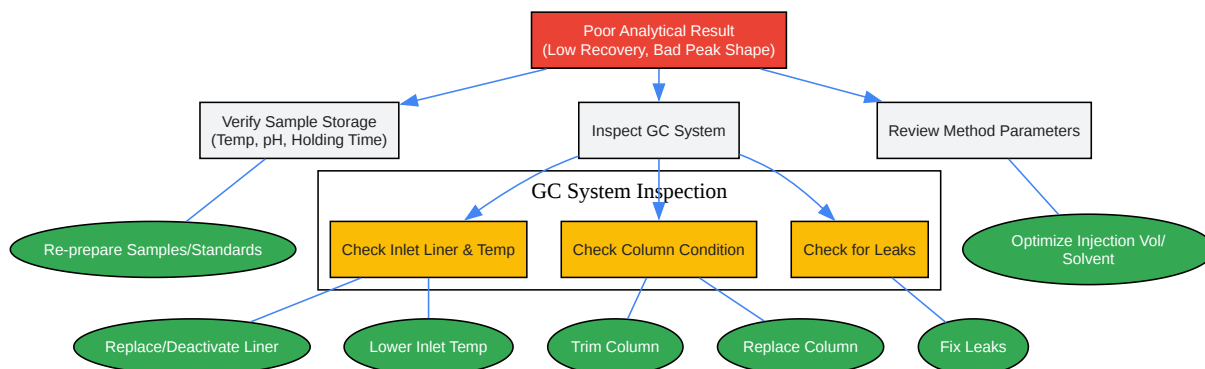 Poor Analytical Result
(Low Recovery, Bad Peak Shape)
Verify Sample Storage
(Temp, pH, Holding Time)
Inspect GC System
Review Method Parameters
GC System Inspection
Re-prepare Samples/Standards
Check Inlet Liner & Temp
Check Column Condition
Check for Leaks
Optimize Injection Vol/
Solvent
Replace/Deactivate Liner
Lower Inlet Temp
Trim Column
Replace Column
Fix Leaks